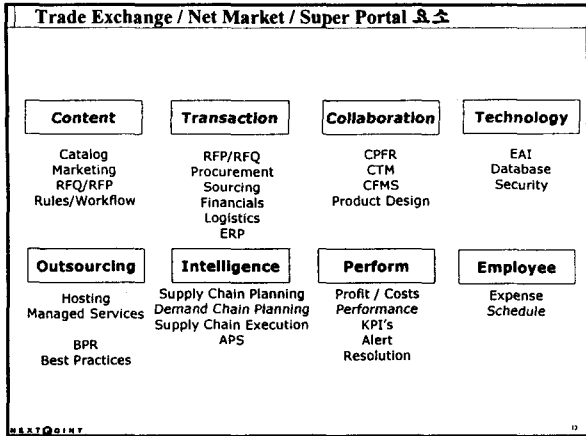 Trade Exchange / Net Market / Super Portal 요소
Content
Catalog
Marketing
RFQ/RFP
Rules/Workflow
Transaction
RFP/RFQ
Procurement
Sourcing
Financials
Logistics
ERP
Collaboration
CPFR
CTM
CFMS
Product Design
Technology
EAI
Database
Security
Outsourcing
Hosting
Managed Services
BPR
Best Practices
Intelligence
Supply Chain Planning
Demand Chain Planning
Supply Chain Execution
APS
Perform
Profit / Costs
Performance
KPI's
Alert
Resolution
Employee
Expense
Schedule
NEXTPOINT